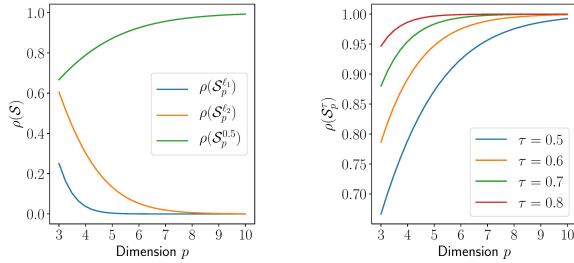 1.0
0.8
0.6
0.4
0.2
0.0
ρ(𝒮)
ρ(𝒮_p^{ℓ₁})
ρ(𝒮_p^{ℓ₂})
ρ(𝒮_p^{0.5})
3 4 5 6 7 8 9 10
Dimension p
1.00
0.95
0.90
0.85
0.80
0.75
0.70
ρ(𝒮_p^τ)
τ = 0.5
τ = 0.6
τ = 0.7
τ = 0.8
3 4 5 6 7 8 9 10
Dimension p